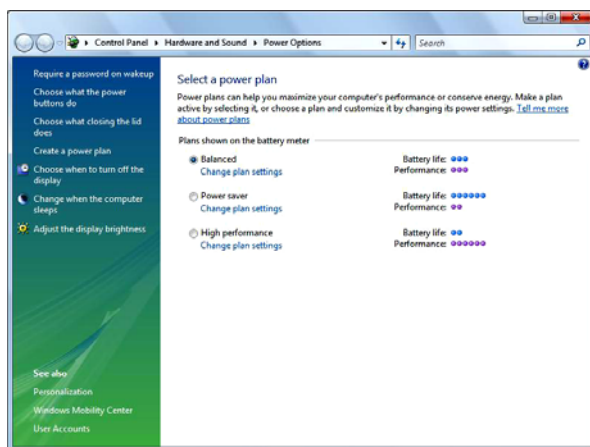 Control Panel Hardware and Sound Power Options Search
Require a password on wakeup
Choose what the power
buttons do
Choose what closing the lid
does
Create a power plan
Choose when to turn off the
display
Change when the computer
sleeps
Adjust the display brightness
See also
Personalization
Windows Mobility Center
User Accounts
Select a power plan
Power plans can help you maximize your computer's performance or conserve energy. Make a plan
active by selecting it, or choose a plan and customize it by changing its power settings. Tell me more
about power plans
Plans shown on the battery meter
Balanced Battery life:
Change plan settings Performance:
Power saver Battery life:
Change plan settings Performance:
High performance Battery life:
Change plan settings Performance: